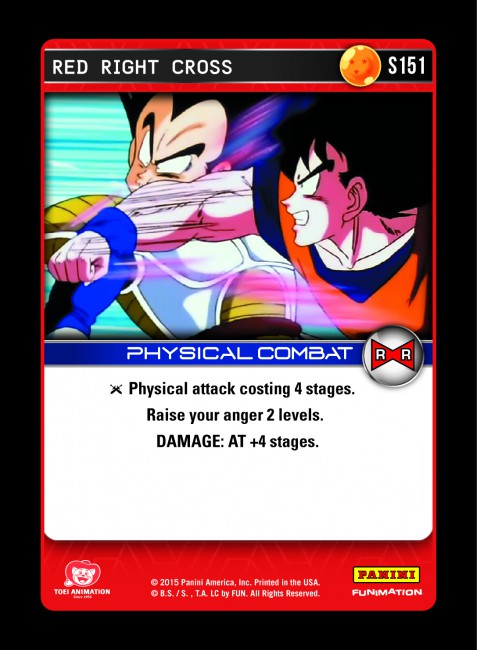 RED RIGHT CROSS S151
PHYSICAL COMBAT R R
Physical attack costing 4 stages.
Raise your anger 2 levels.
DAMAGE: AT +4 stages.
TOEI ANIMATION
Since 1956
© 2015 Panini America, Inc. Printed in the USA.
© B.S. / S. , T.A. LC by FUN. All Rights Reserved.
PANINI
FUNIMATION